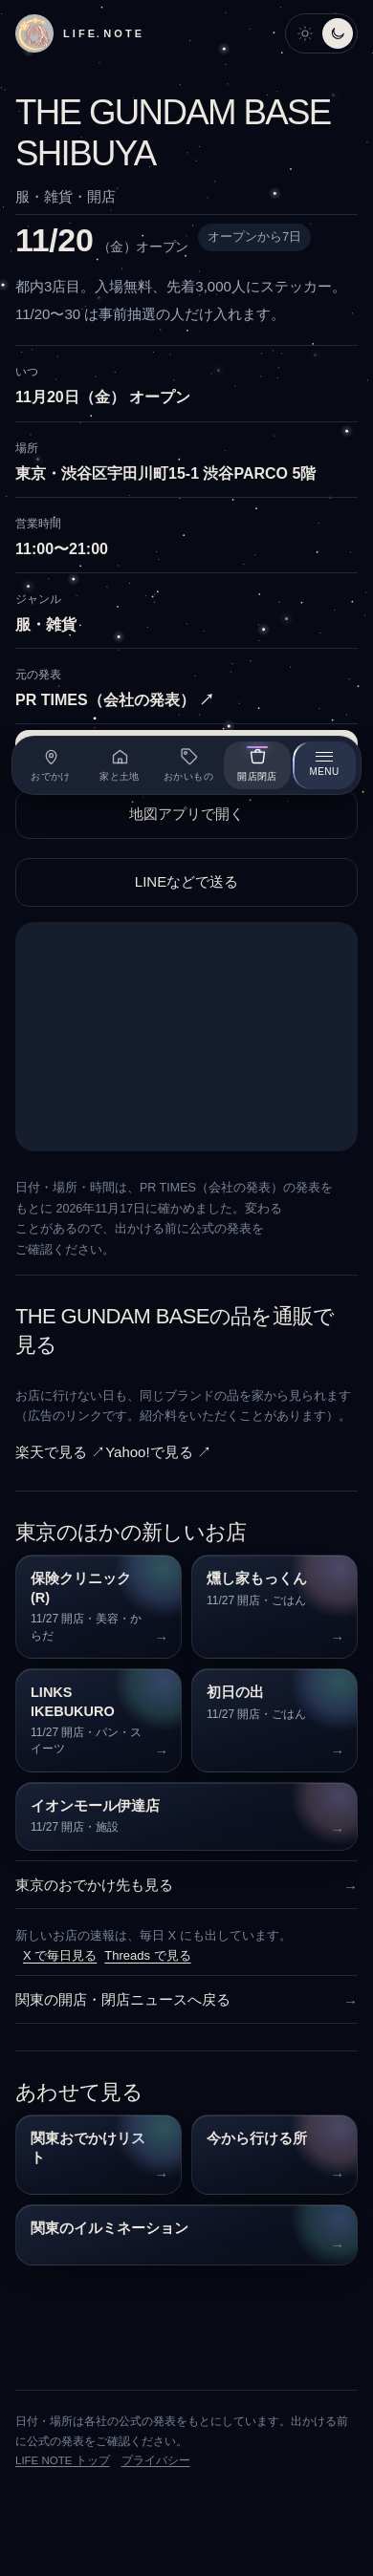 LIFE NOTE
THE GUNDAM BASE
SHIBUYA
服・雑貨・開店
11/20（金）オープン オープンから7日
都内3店目。入場無料、先着3,000人にステッカー。
11/20〜30 は事前抽選の人だけ入れます。
いつ
11月20日（金） オープン
場所
東京・渋谷区宇田川町15-1 渋谷PARCO 5階
営業時間
11:00〜21:00
ジャンル
服・雑貨
元の発表
PR TIMES（会社の発表） ↗
おでかけ 家と土地 おかいもの 開店閉店 MENU
地図アプリで開く
LINEなどで送る
日付・場所・時間は、PR TIMES（会社の発表）の発表を
もとに 2026年11月17日に確かめました。変わる
ことがあるので、出かける前に公式の発表を
ご確認ください。
THE GUNDAM BASEの品を通販で
見る
お店に行けない日も、同じブランドの品を家から見られます
（広告のリンクです。紹介料をいただくことがあります）。
楽天で見る ↗Yahoo!で見る ↗
東京のほかの新しいお店
保険クリニック
(R)
11/27 開店・美容・か
らだ →
燻し家もっくん
11/27 開店・ごはん
→
LINKS
IKEBUKURO
11/27 開店・パン・ス
イーツ →
初日の出
11/27 開店・ごはん
→
イオンモール伊達店
11/27 開店・施設 →
東京のおでかけ先も見る →
新しいお店の速報は、毎日 X にも出しています。
X で毎日見る Threads で見る
関東の開店・閉店ニュースへ戻る →
あわせて見る
関東おでかけリス
ト →
今から行ける所
→
関東のイルミネーション
→
日付・場所は各社の公式の発表をもとにしています。出かける前
に公式の発表をご確認ください。
LIFE NOTE トップ プライバシー